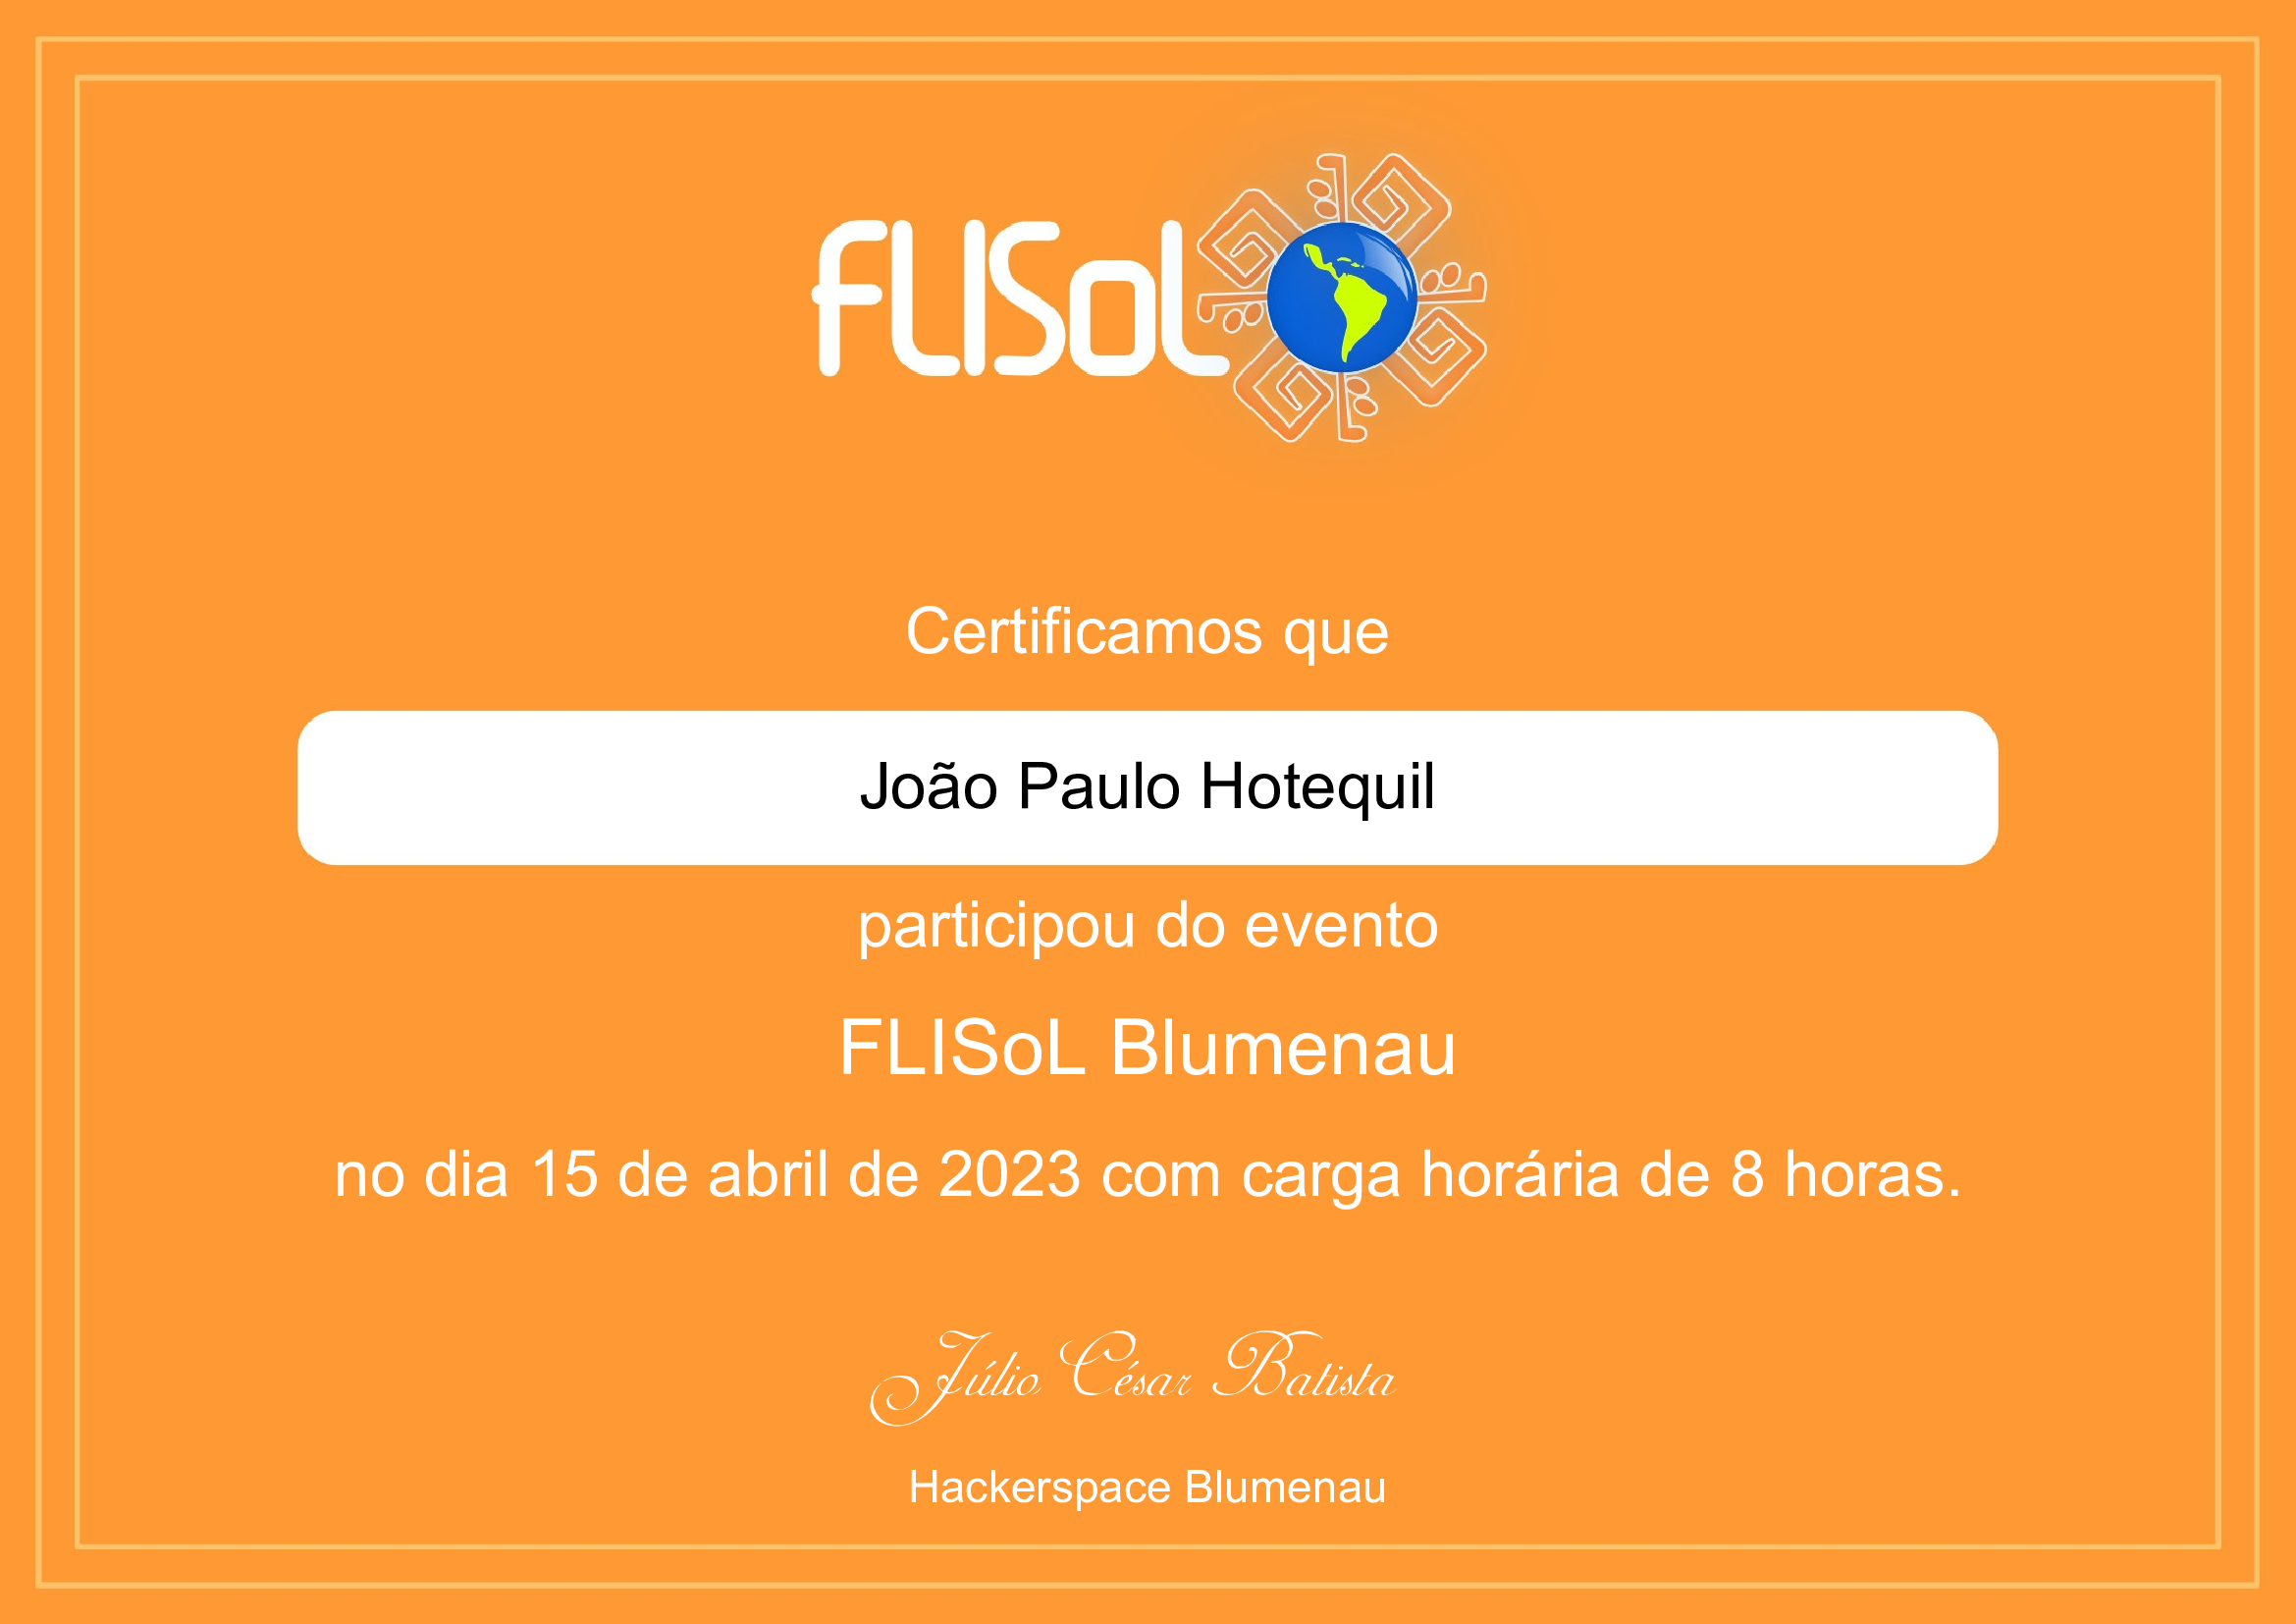 FLISoL
Certificamos que
João Paulo Hotequil
participou do evento
FLISoL Blumenau
no dia 15 de abril de 2023 com carga horária de 8 horas.
Júlio César Batista
Hackerspace Blumenau